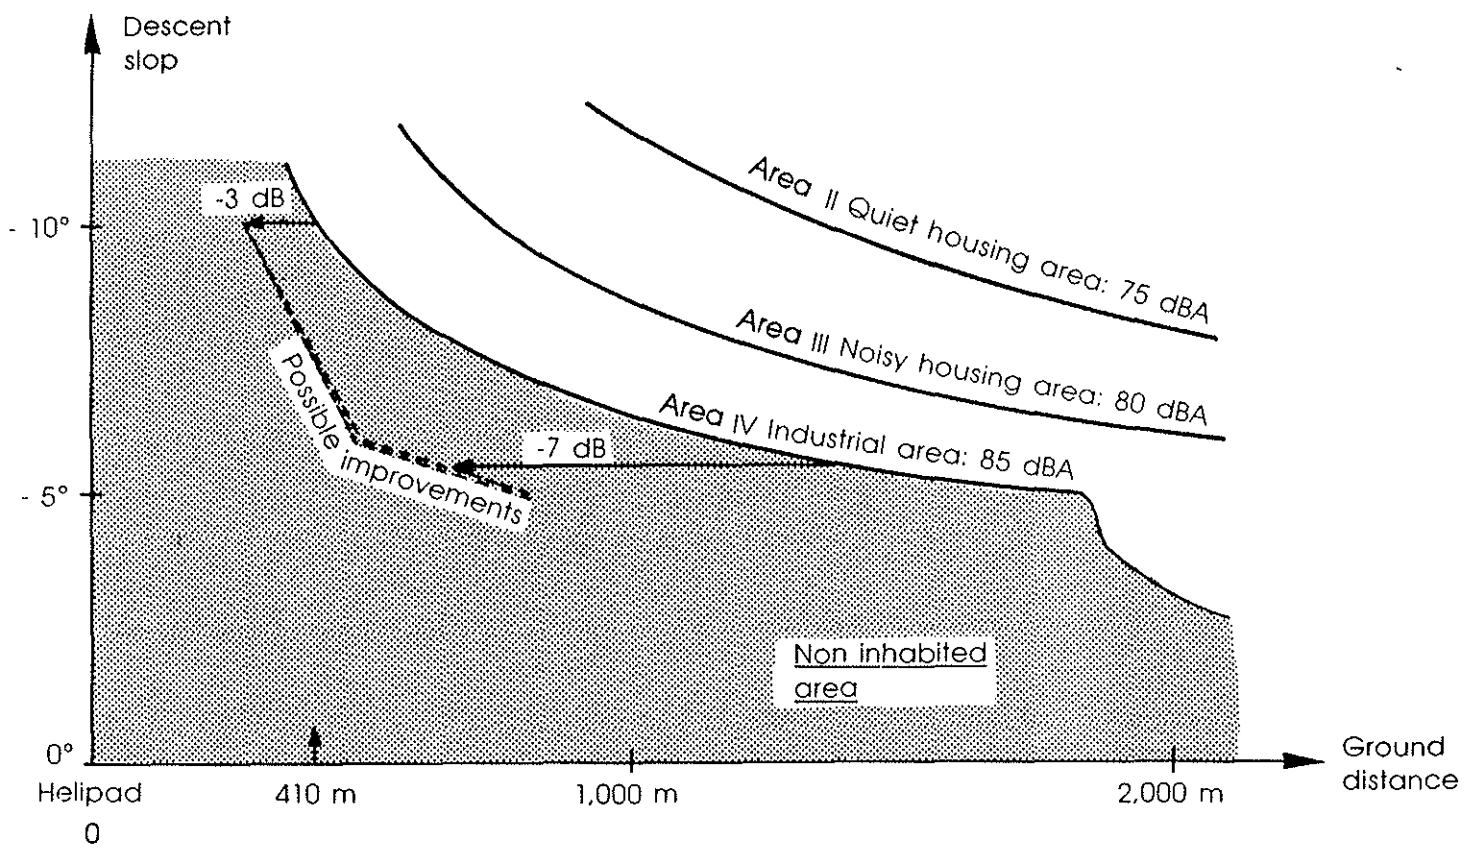 Descent
slop
Area II Quiet housing area: 75 dBA
-3 dB
- 10°
Area III Noisy housing area: 80 dBA
Possible
improvements
Area IV Industrial area: 85 dBA
-7 dB
- 5°
Non inhabited
area
0°
Ground
distance
Helipad
410 m
1,000 m
2,000 m
0